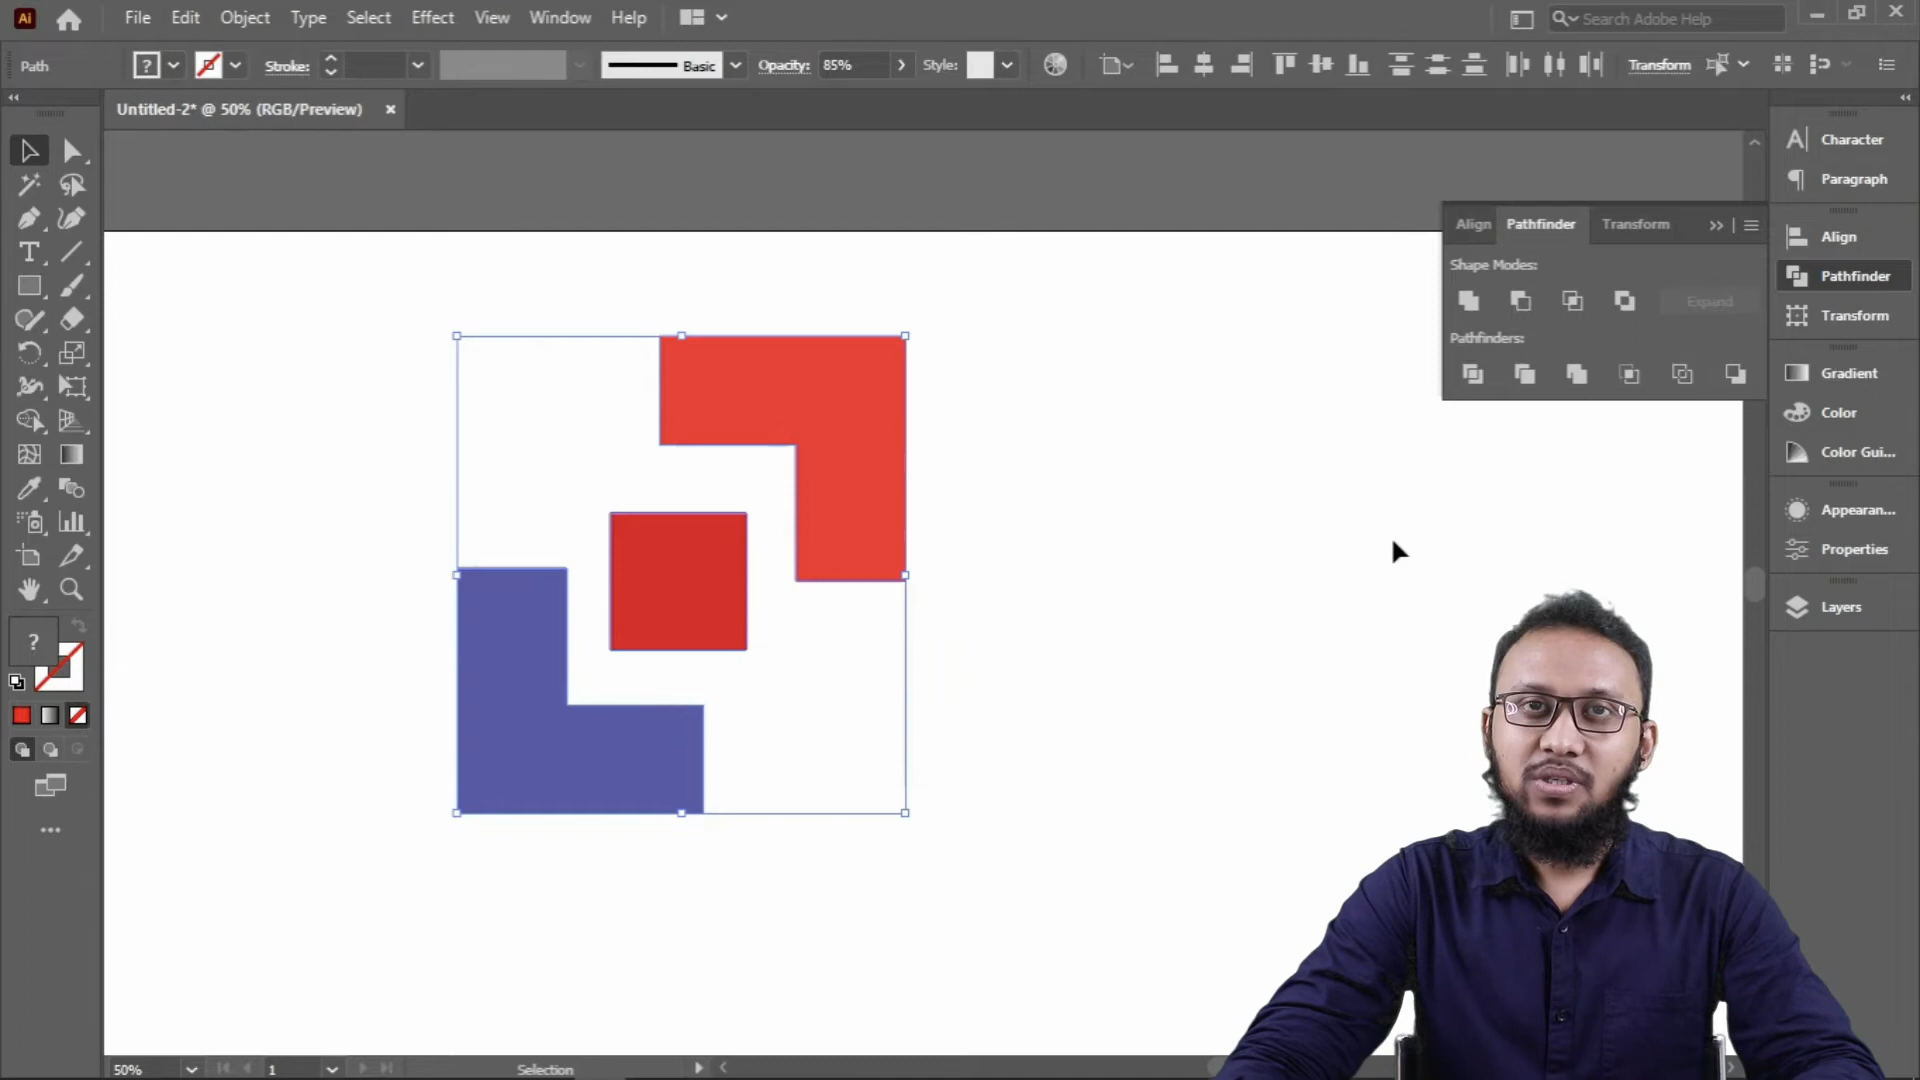 Ai File Edit Object Type Select Effect View Window Help Search Adobe Help
Path ? Stroke: Basic Opacity: 85% Style: Transform
Untitled-2* @ 50% (RGB/Preview) ×
Character
Paragraph
Align Pathfinder Transform
Shape Modes:
Expand
Pathfinders:
Align
Pathfinder
Transform
Gradient
Color
Color Gui...
Appearan...
Properties
Layers
?
50% 1 Selection